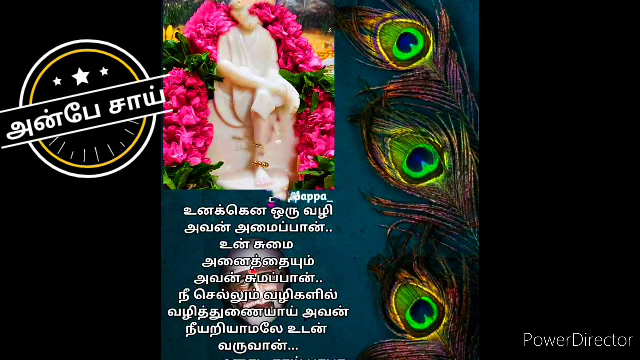 அன்பே சாய்
pappa_
உனக்கென ஒரு வழி
அவன் அமைப்பான்..
உன் சுமை
அனைத்தையும்
அவன் சுமப்பான்..
நீ செல்லும் வழிகளில்
வழித்துணையாய் அவன்
நீயறியாமலே உடன்
வருவான்...
PowerDirector